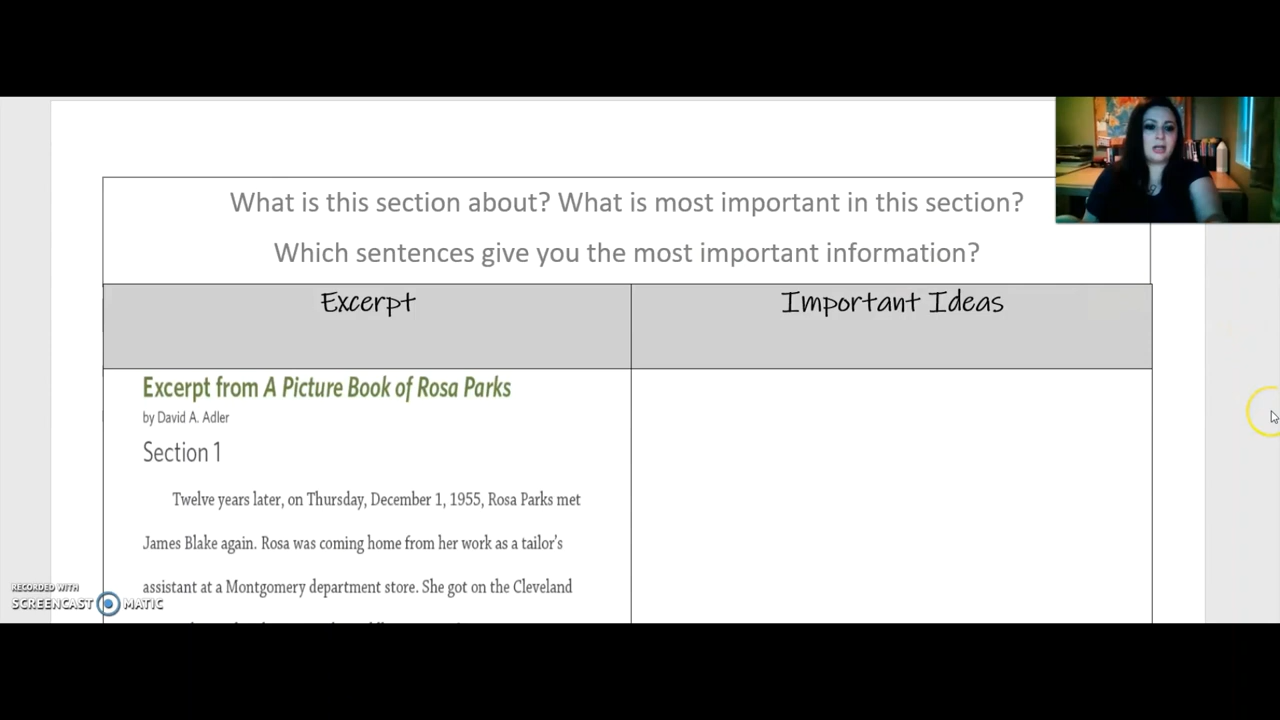 What is this section about? What is most important in this section?
Which sentences give you the most important information?
Excerpt
Important Ideas
Excerpt from A Picture Book of Rosa Parks
by David A. Adler
Section 1
Twelve years later, on Thursday, December 1, 1955, Rosa Parks met
James Blake again. Rosa was coming home from her work as a tailor's
assistant at a Montgomery department store. She got on the Cleveland
RECORDED WITH
SCREENCAST MATIC